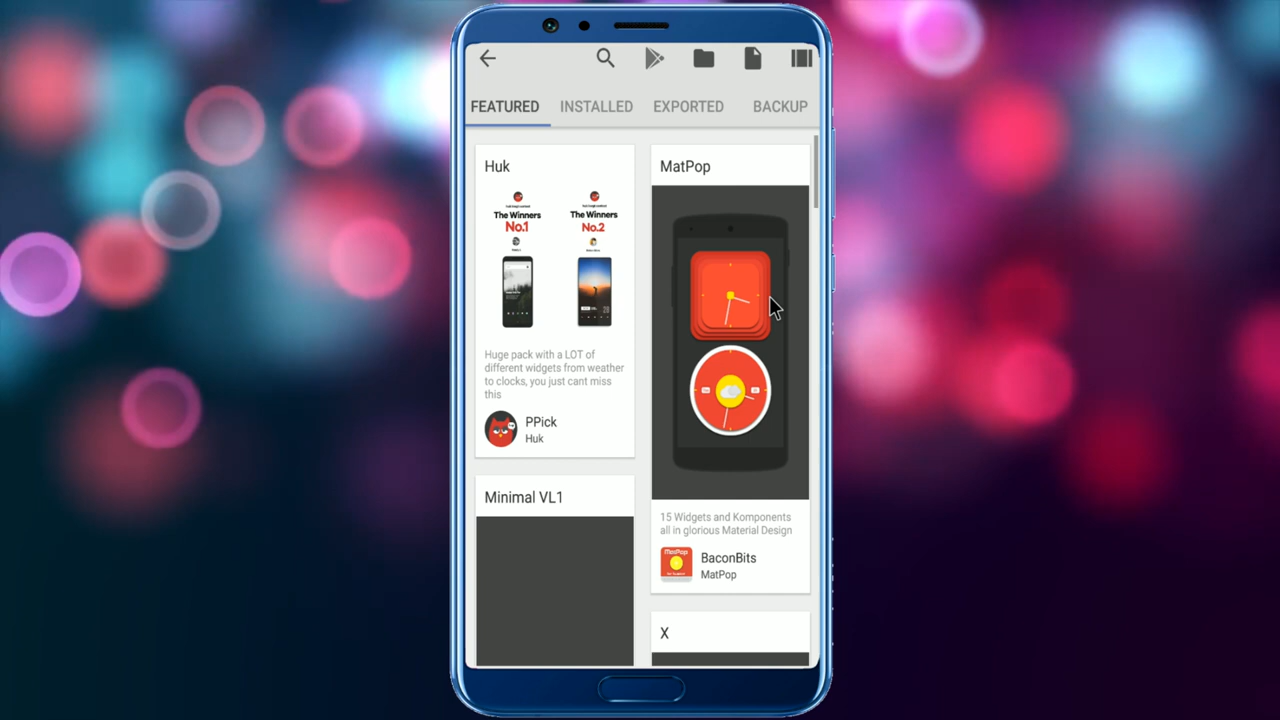 FEATURED INSTALLED EXPORTED BACKUP
Huk
The Winners
No.1
The Winners
No.2
Huge pack with a LOT of
different widgets from weather
to clocks, you just cant miss
this
PPick
Huk
Minimal VL1
MatPop
15 Widgets and Komponents
all in glorious Material Design
MatPop
BaconBits
MatPop
X